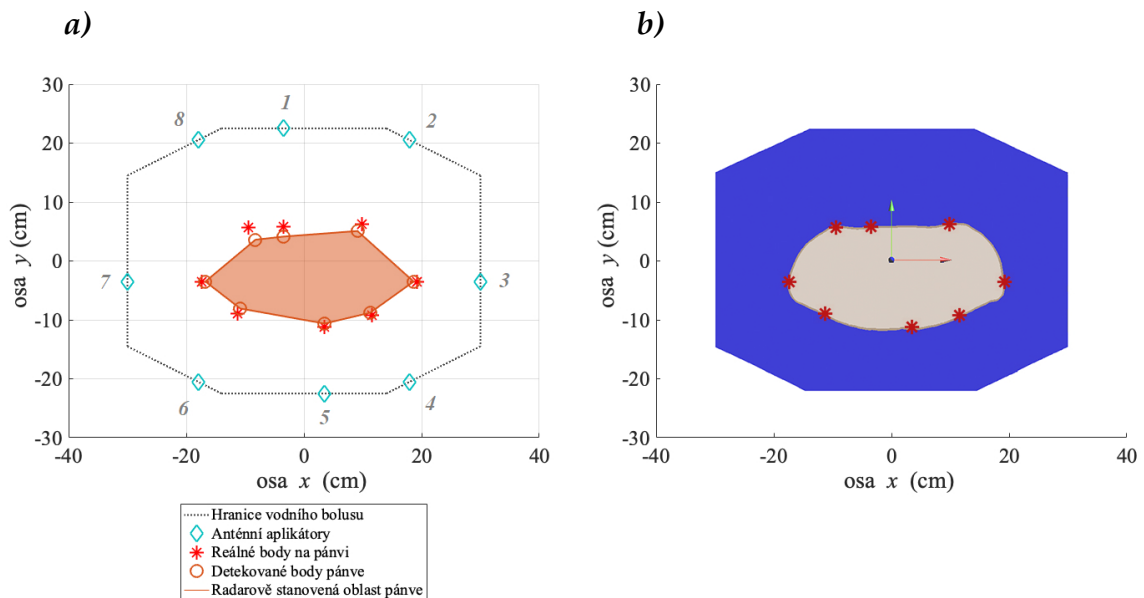 a)
b)
30
20
10
0
-10
-20
-30
-40
-20
0
20
40
osa x (cm)
osa y (cm)
1
2
3
4
5
6
7
8
30
20
10
0
-10
-20
-30
-40
-20
0
20
40
osa x (cm)
osa y (cm)
Hranice vodního bolusu
Anténní aplikátory
Reálné body na pánvi
Detekované body pánve
Radarově stanovená oblast pánve